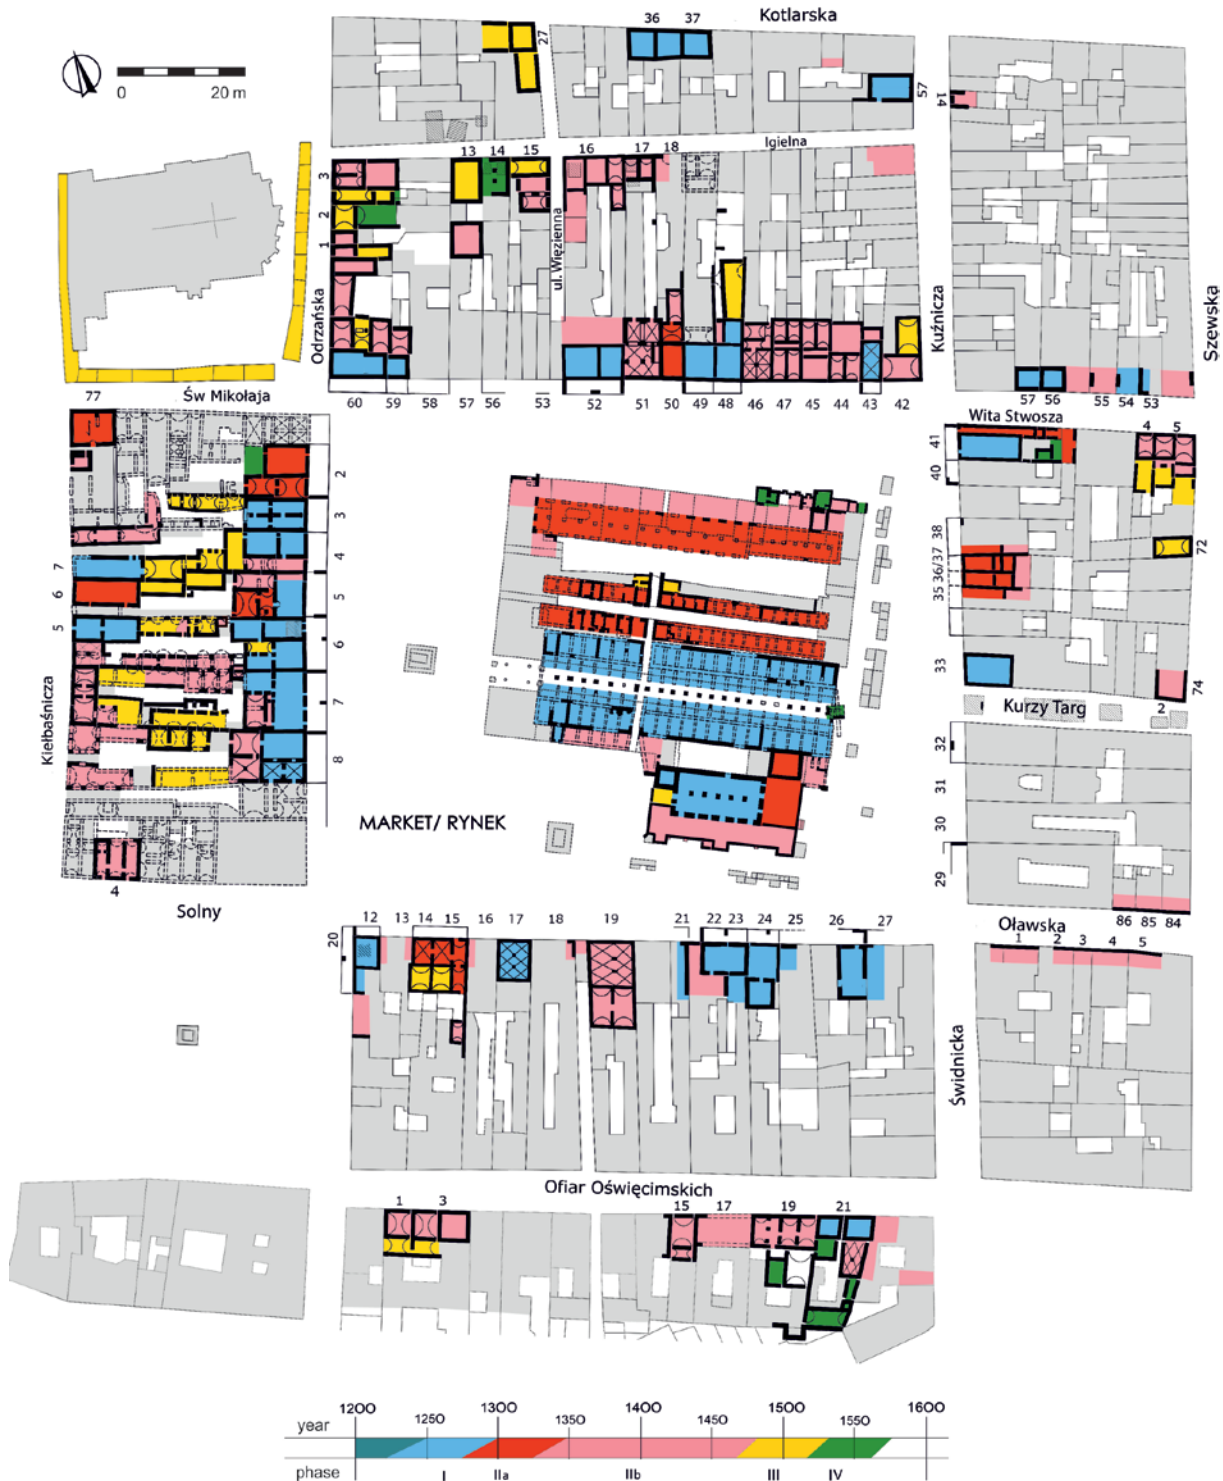 36 37 Kotlarska
27
0 20 m
57
14
Igielna
13 14 15 16 17 18
3
2
1
ul. Więzienna
Odrzańska
Kuźnicza
Szewska
77
Św Mikołaja
60 59 58 57 56 53 52 51 50 49 48 46 47 45 44 43 42
57 56 55 54 53
Wita Stwosza
41
40
4 5
38
36/37
35
72
33
74
Kurzy Targ
2
32
31
30
29
2
3
4
5
6
7
8
7
6
5
Kiełbaśnicza
4
MARKET/ RYNEK
Solny
20
12 13 14 15 16 17 18 19 21 22 23 24 25 26 27
Oławska
86 85 84
1 2 3 4 5
Świdnicka
Ofiar Oświęcimskich
1 3 15 17 19 21
year 1200 1250 1300 1350 1400 1450 1500 1550 1600
phase I IIa IIb III IV